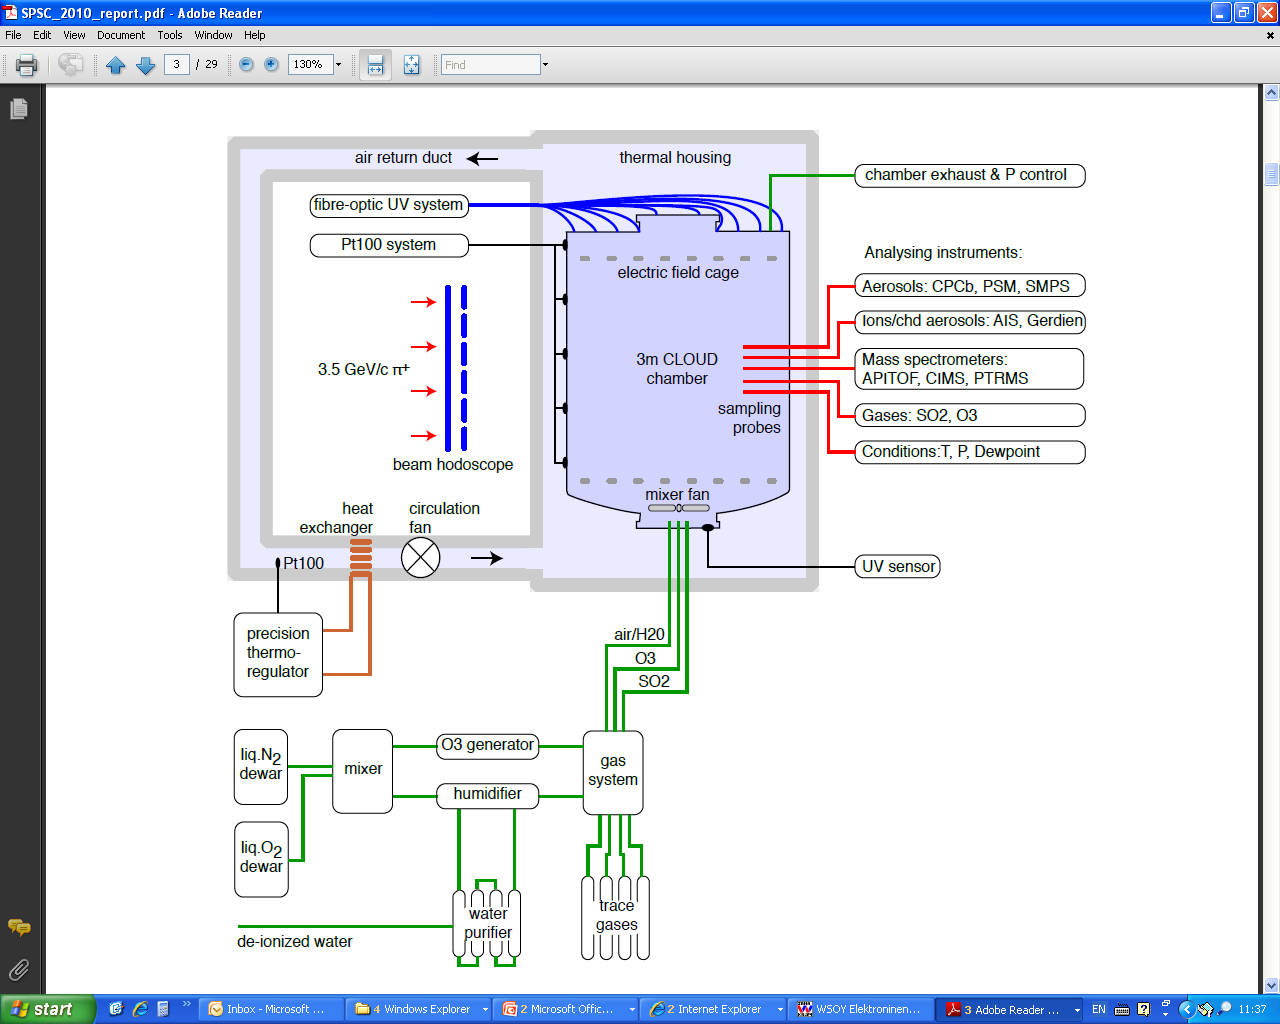 SPSC_2010_report.pdf - Adobe Reader
File Edit View Document Tools Window Help
3 / 29 130% Find
air return duct
thermal housing
chamber exhaust & P control
fibre-optic UV system
Pt100 system
Analysing instruments:
electric field cage
Aerosols: CPCb, PSM, SMPS
Ions/chd aerosols: AIS, Gerdien
3m CLOUD
chamber
Mass spectrometers:
APiTOF, CIMS, PTRMS
3.5 GeV/c π+
sampling
probes
Gases: SO2, O3
Conditions:T, P, Dewpoint
beam hodoscope
mixer fan
heat
exchanger
circulation
fan
Pt100
UV sensor
precision
thermo-
regulator
air/H20
O3
SO2
liq.N2
dewar
mixer
O3 generator
humidifier
gas
system
liq.O2
dewar
water
purifier
trace
gases
de-ionized water
start
Inbox - Microsoft ...
4 Windows Explorer
2 Microsoft Offic...
2 Internet Explorer
WSOY Elektroninen...
3 Adobe Reader ...
EN
11:37